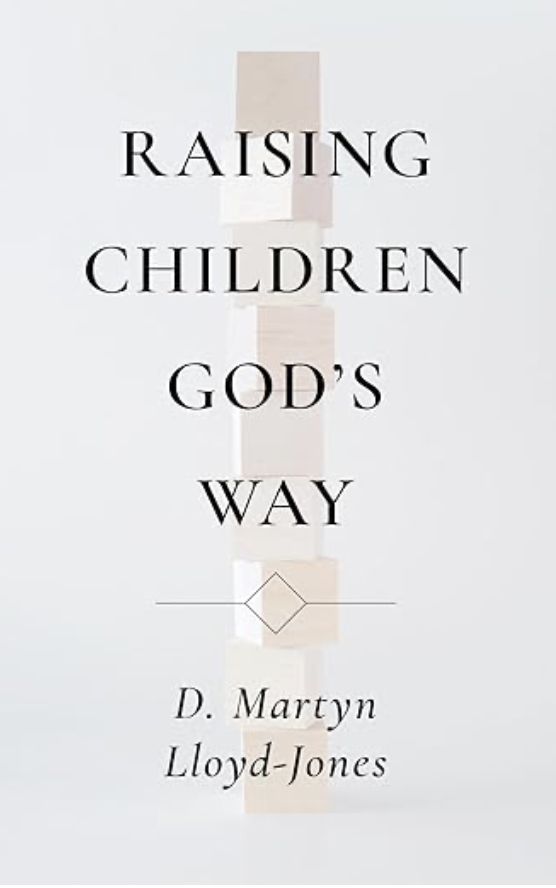 RAISING
CHILDREN
GOD'S
WAY
D. Martyn
Lloyd-Jones